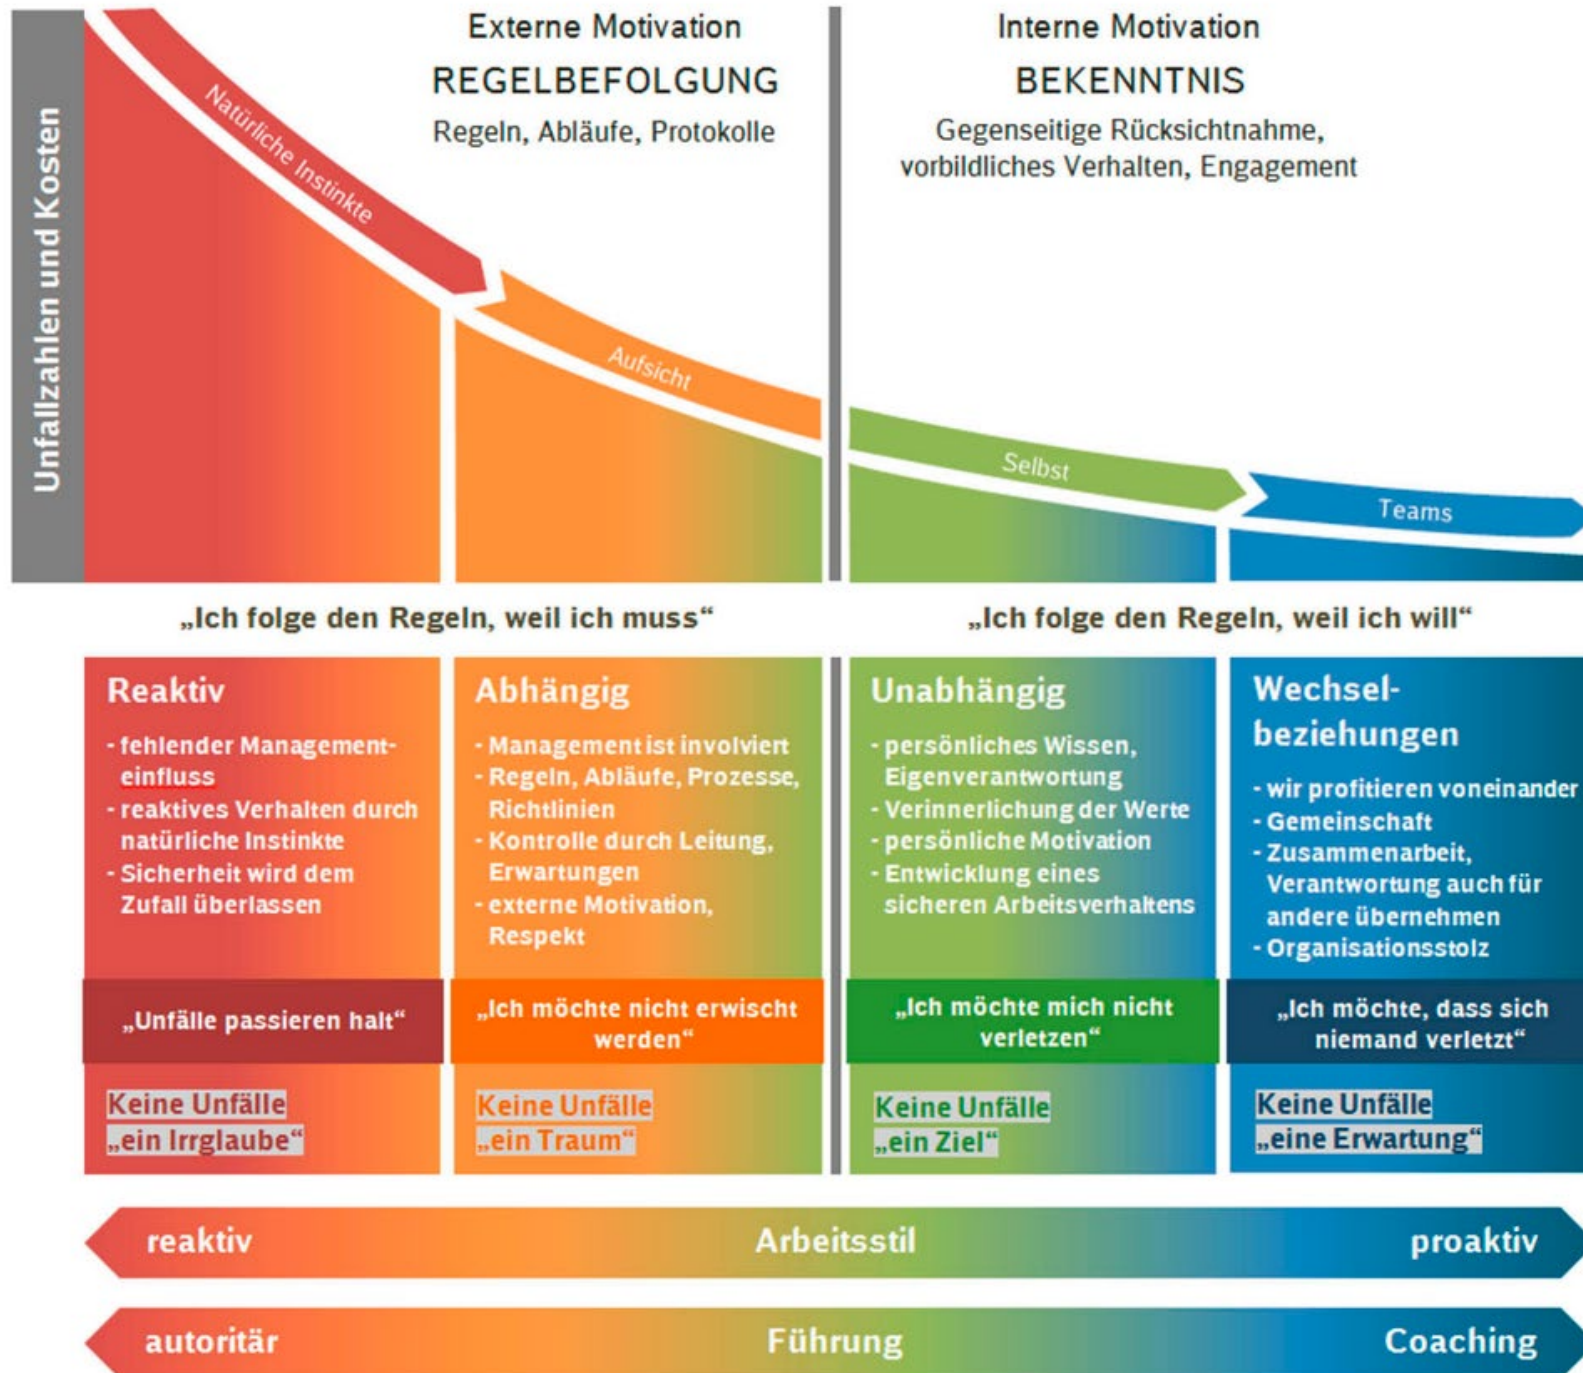 Unfallzahlen und Kosten
Externe Motivation
REGELBEFOLGUNG
Regeln, Abläufe, Protokolle
Interne Motivation
BEKENNTNIS
Gegenseitige Rücksichtnahme,
vorbildliches Verhalten, Engagement
Natürliche Instinkte
Aufsicht
Selbst
Teams
„Ich folge den Regeln, weil ich muss“
„Ich folge den Regeln, weil ich will“
Reaktiv
- fehlender Management-
einfluss
- reaktives Verhalten durch
natürliche Instinkte
- Sicherheit wird dem
Zufall überlassen
„Unfälle passieren halt“
Keine Unfälle
„ein Irrglaube“
Abhängig
- Management ist involviert
- Regeln, Abläufe, Prozesse,
Richtlinien
- Kontrolle durch Leitung,
Erwartungen
- externe Motivation,
Respekt
„Ich möchte nicht erwischt
werden“
Keine Unfälle
„ein Traum“
Unabhängig
- persönliches Wissen,
Eigenverantwortung
- Verinnerlichung der Werte
- persönliche Motivation
- Entwicklung eines
sicheren Arbeitsverhaltens
„Ich möchte mich nicht
verletzen“
Keine Unfälle
„ein Ziel“
Wechsel-
beziehungen
- wir profitieren voneinander
- Gemeinschaft
- Zusammenarbeit,
Verantwortung auch für
andere übernehmen
- Organisationsstolz
„Ich möchte, dass sich
niemand verletzt“
Keine Unfälle
„eine Erwartung“
reaktiv Arbeitsstil proaktiv
autoritär Führung Coaching